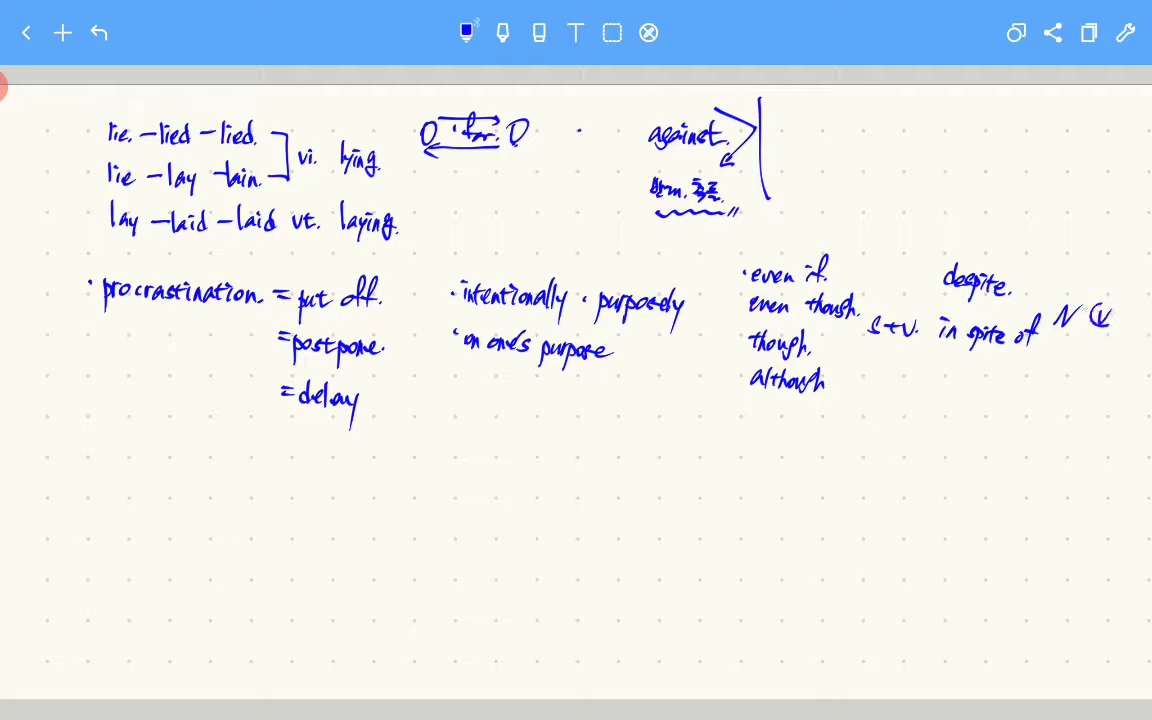 lie. - lied - lied.
lie - lay - lain.
vi. lying.
lay - laid - laid vt. laying.
for.
against.
· procrastination. = put off.
= postpone.
= delay
· intentionally · purposely
· on one's purpose
· even if.
even though.
though,
although
s+v.
despite.
in spite of N